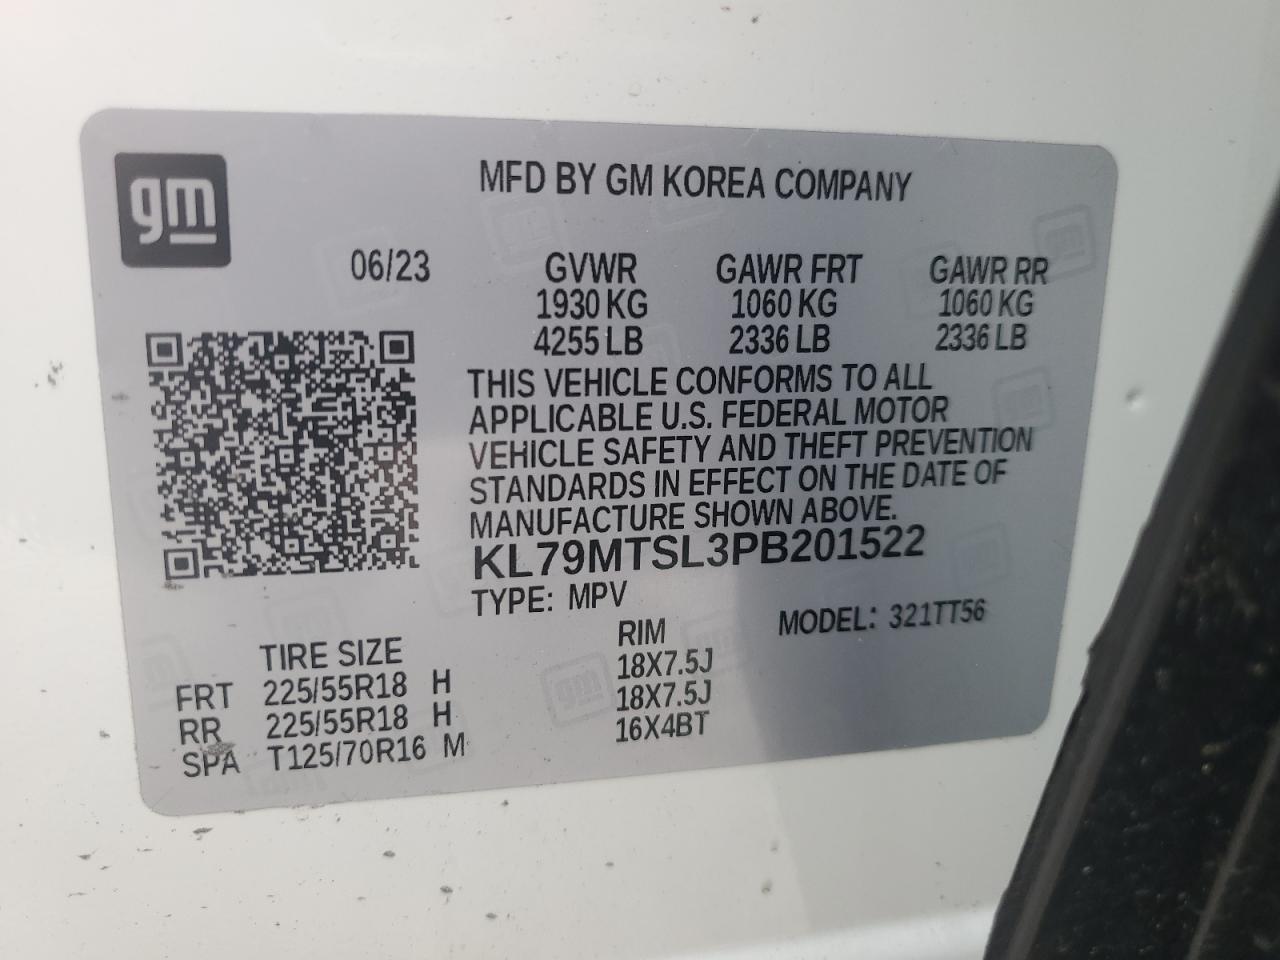 gm
MFD BY GM KOREA COMPANY
06/23
GVWR GAWR FRT GAWR RR
1930 KG 1060 KG 1060 KG
4255 LB 2336 LB 2336 LB
THIS VEHICLE CONFORMS TO ALL
APPLICABLE U.S. FEDERAL MOTOR
VEHICLE SAFETY AND THEFT PREVENTION
STANDARDS IN EFFECT ON THE DATE OF
MANUFACTURE SHOWN ABOVE.
KL79MTSL3PB201522
TYPE: MPV MODEL: 321TT56
TIRE SIZE RIM
FRT 225/55R18 H 18X7.5J
RR 225/55R18 H 18X7.5J
SPA T125/70R16 M 16X4BT